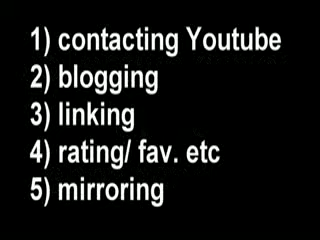 1) contacting Youtube
2) blogging
3) linking
4) rating/ fav. etc
5) mirroring